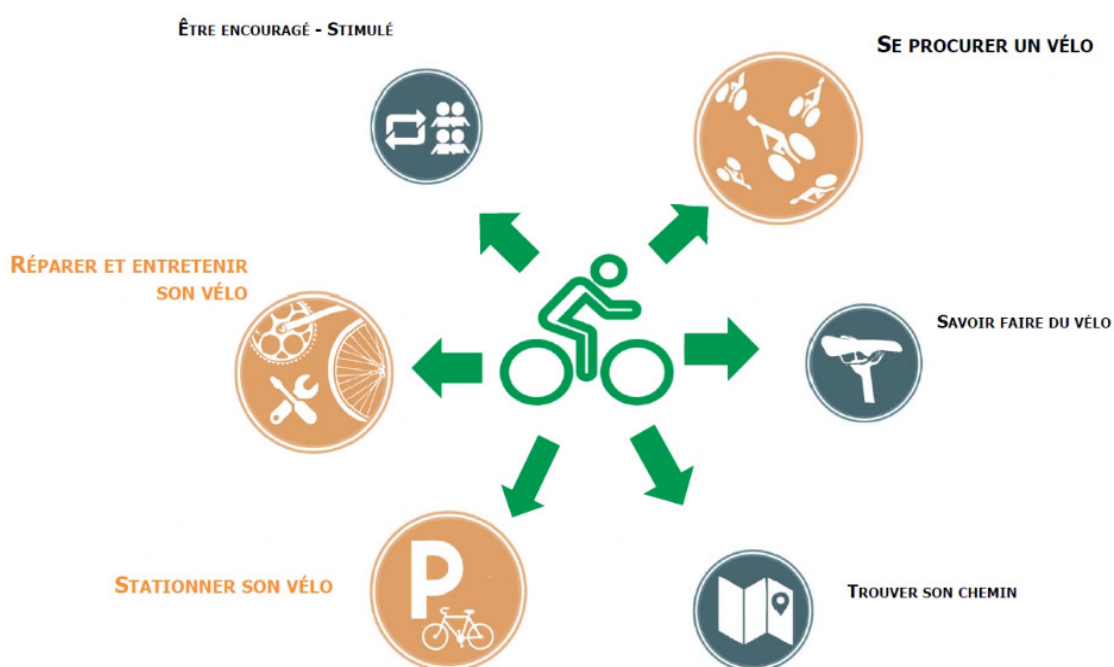 Être encouragé - Stimulé
Se procurer un vélo
Réparer et entretenir
son vélo
Savoir faire du vélo
P
Stationner son vélo
Trouver son chemin